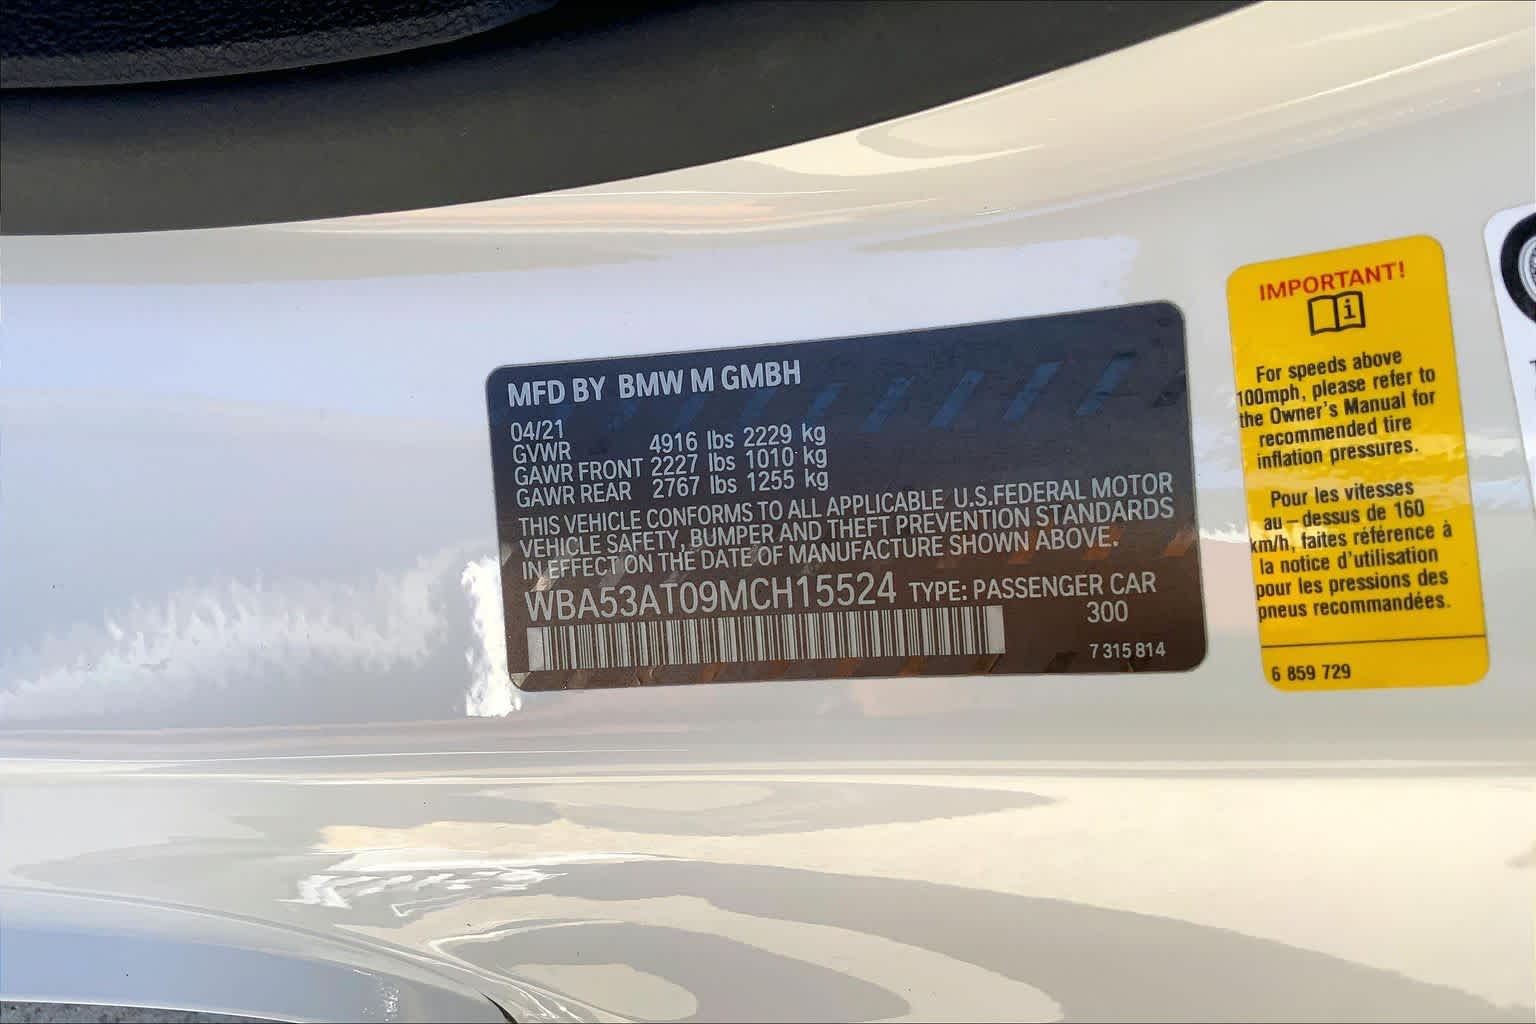 MFD BY BMW M GMBH
04/21
GVWR 4916 lbs 2229 kg
GAWR FRONT 2227 lbs 1010 kg
GAWR REAR 2767 lbs 1255 kg
THIS VEHICLE CONFORMS TO ALL APPLICABLE U.S.FEDERAL MOTOR
VEHICLE SAFETY, BUMPER AND THEFT PREVENTION STANDARDS
IN EFFECT ON THE DATE OF MANUFACTURE SHOWN ABOVE.
WBA53AT09MCH15524 TYPE: PASSENGER CAR
300
7 315 814
IMPORTANT!
i
For speeds above
100mph, please refer to
the Owner's Manual for
recommended tire
inflation pressures.
Pour les vitesses
au – dessus de 160
km/h, faites référence à
la notice d'utilisation
pour les pressions des
pneus recommandées.
6 859 729